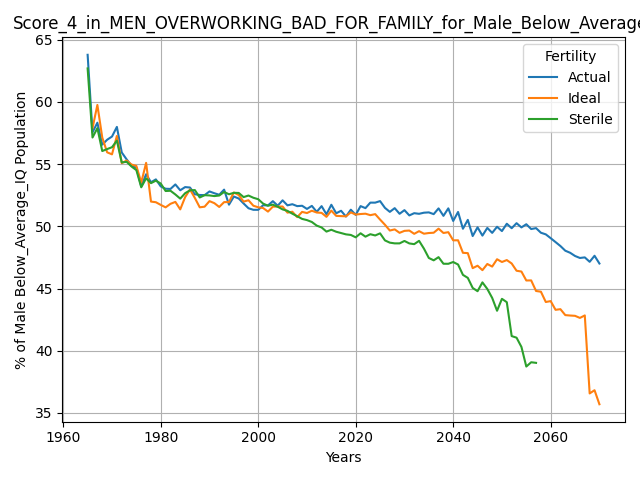 Score_4_in_MEN_OVERWORKING_BAD_FOR_FAMILY_for_Male_Below_Average
Fertility
Actual
Ideal
Sterile
% of Male Below_Average_IQ Population
65
60
55
50
45
40
35
1960
1980
2000
2020
2040
2060
Years